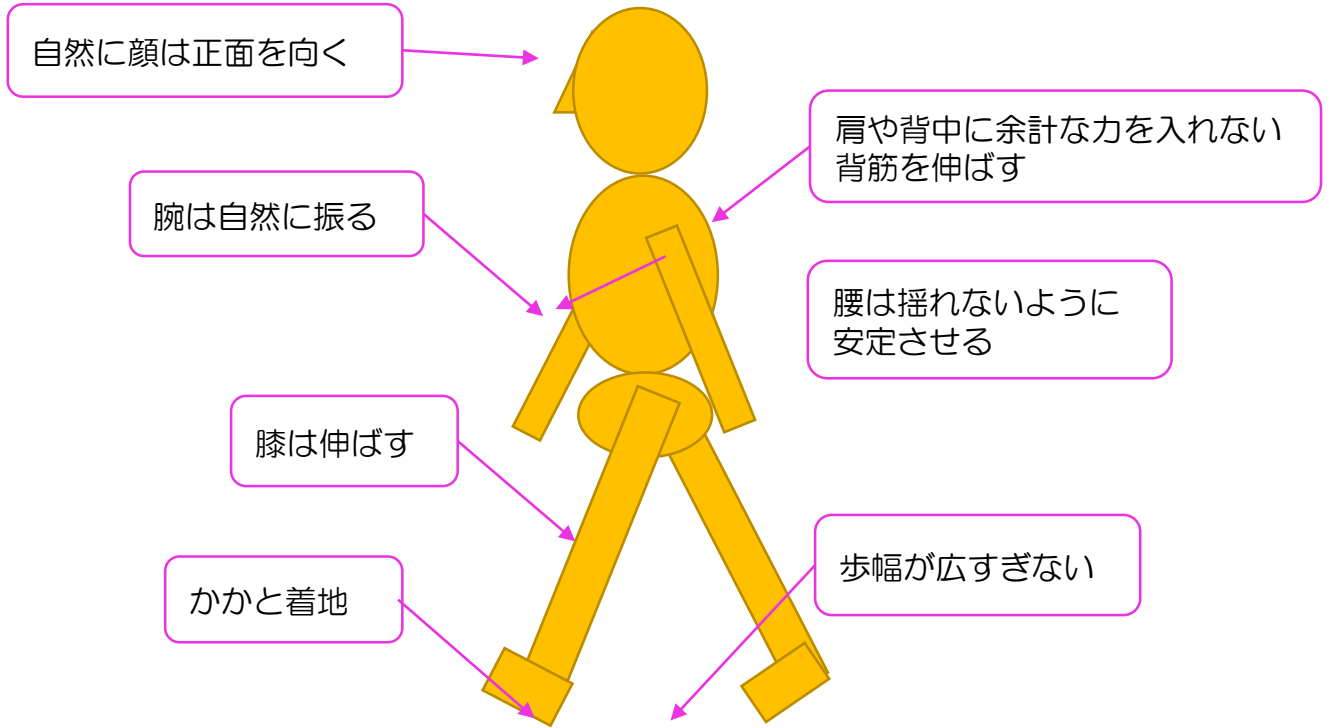 自然に顔は正面を向く
肩や背中に余計な力を入れない
背筋を伸ばす
腕は自然に振る
腰は揺れないように
安定させる
膝は伸ばす
歩幅が広すぎない
かかと着地